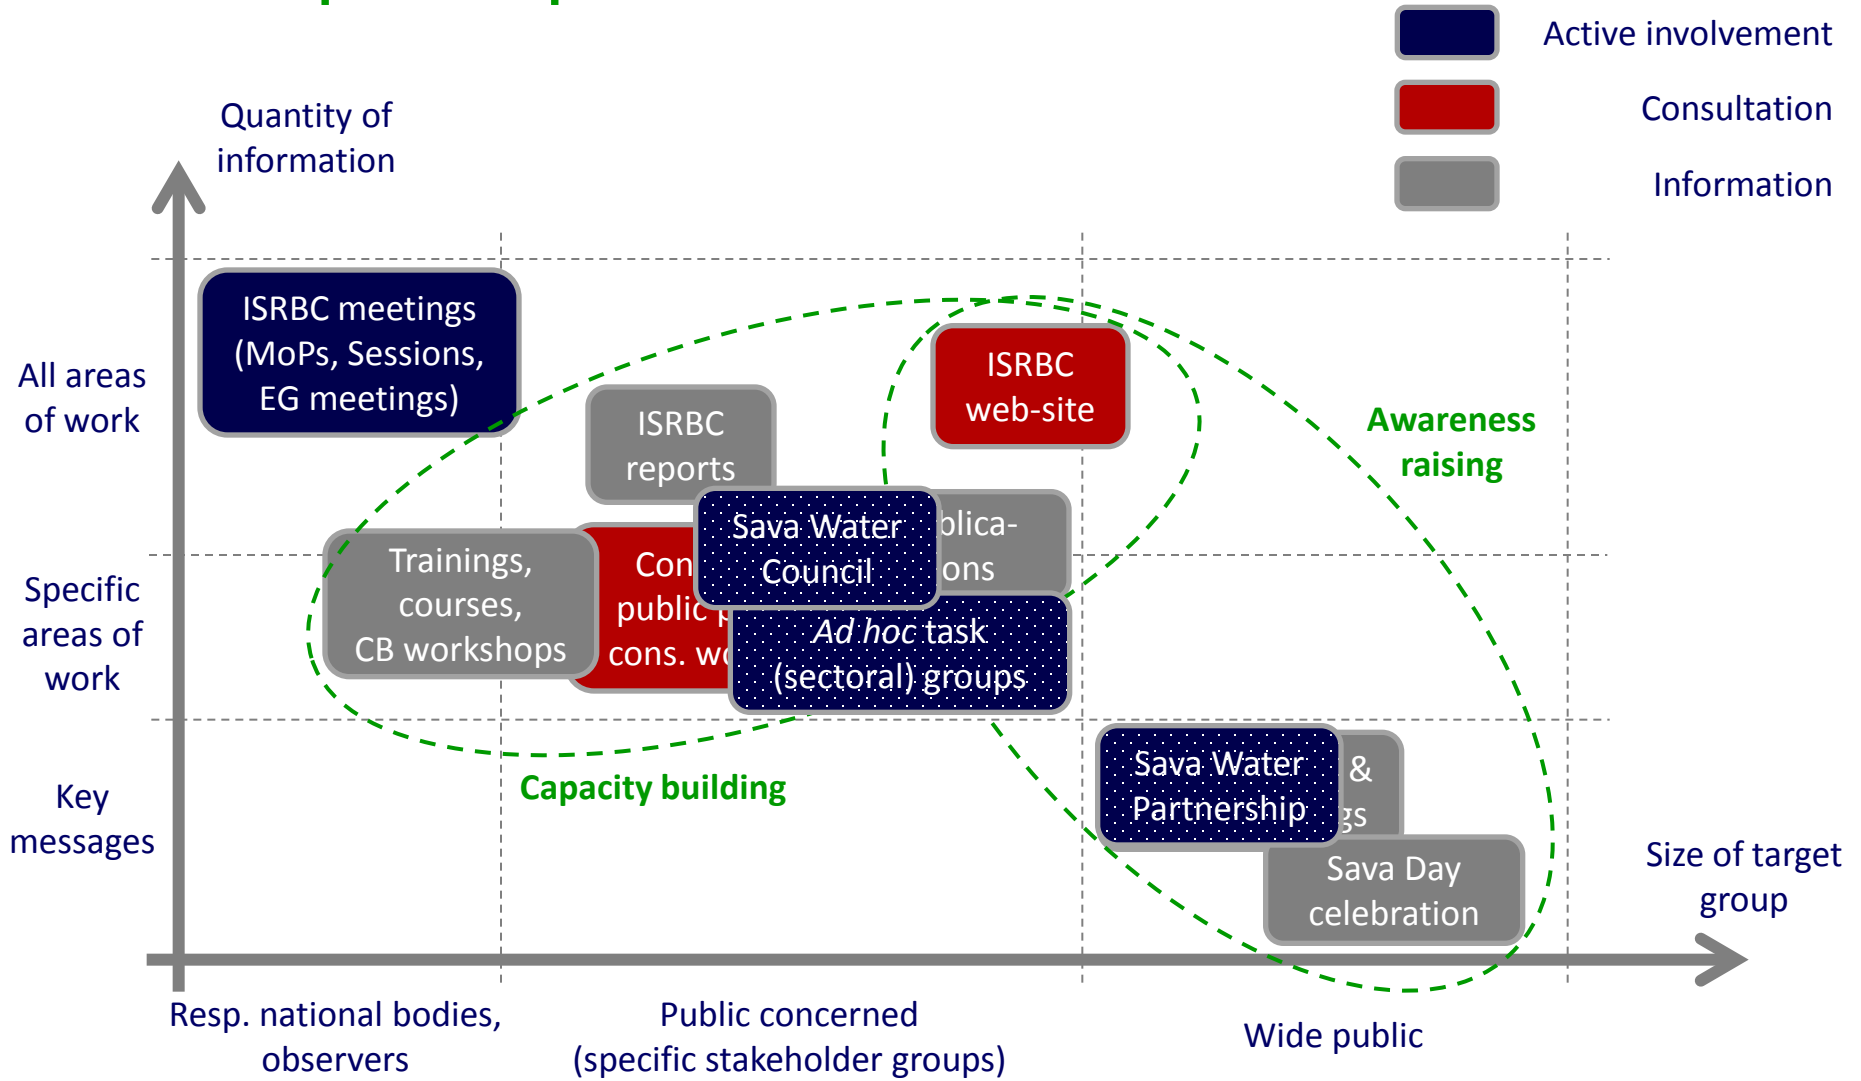 Active involvement
Consultation
Information
Quantity of
information
All areas
of work
Specific
areas of
work
Key
messages
ISRBC meetings
(MoPs, Sessions,
EG meetings)
ISRBC
reports
ISRBC
web-site
Awareness
raising
Sava Water
Council
blica-
ons
Trainings,
courses,
CB workshops
Con
public p
cons. wo
Ad hoc task
(sectoral) groups
Capacity building
Sava Water
Partnership
&
gs
Sava Day
celebration
Size of target
group
Resp. national bodies,
observers
Public concerned
(specific stakeholder groups)
Wide public